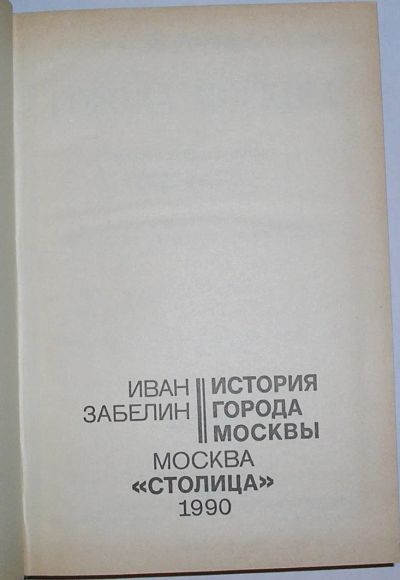 ИВАН
ЗАБЕЛИН
ИСТОРИЯ
ГОРОДА
МОСКВЫ
МОСКВА
«СТОЛИЦА»
1990